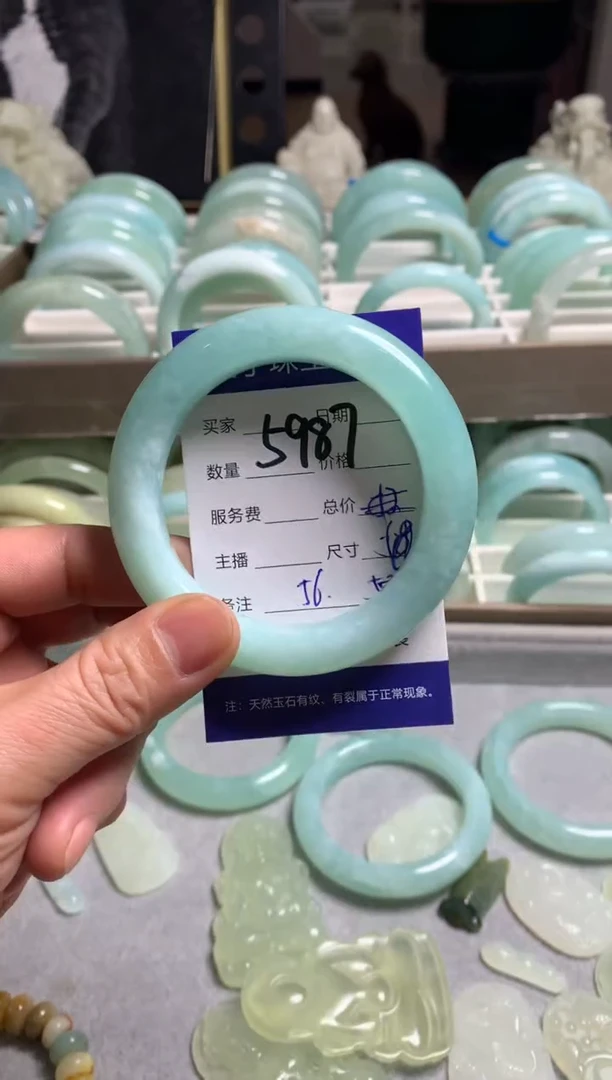 买家 日期
5987
数量 价格
服务费 总价
主播 尺寸
备注 56.
注：天然玉石有纹、有裂属于正常现象。